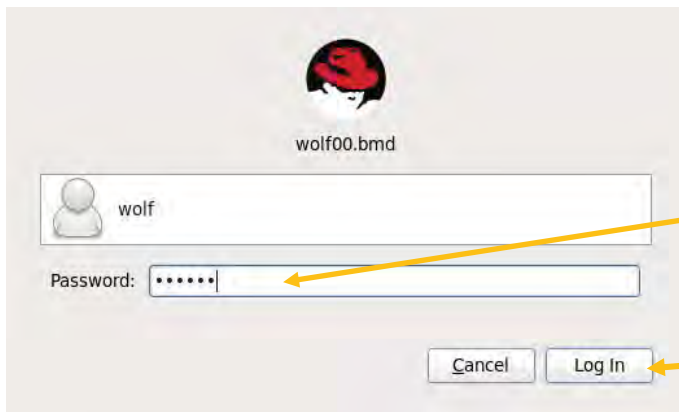 wolf00.bmd
wolf
Password: ••••••
Cancel Log In